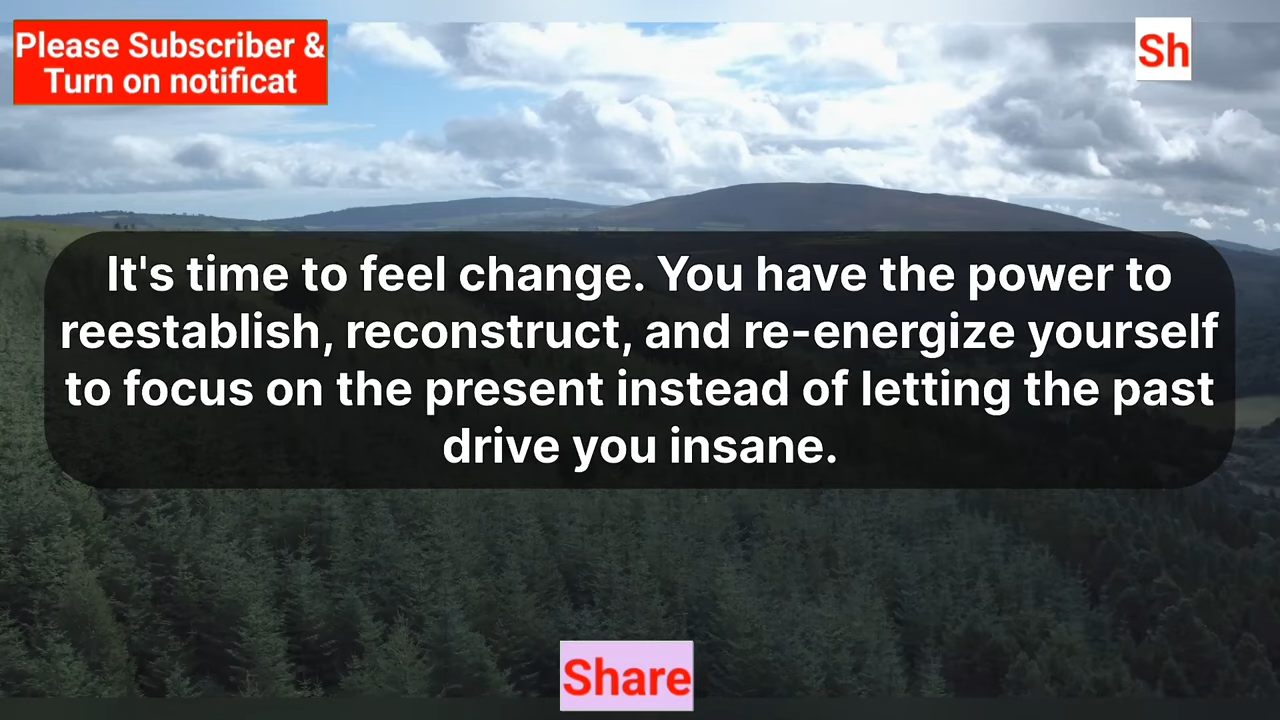 Please Subscriber &
Turn on notificat
Sh
It's time to feel change. You have the power to
reestablish, reconstruct, and re-energize yourself
to focus on the present instead of letting the past
drive you insane.
Share